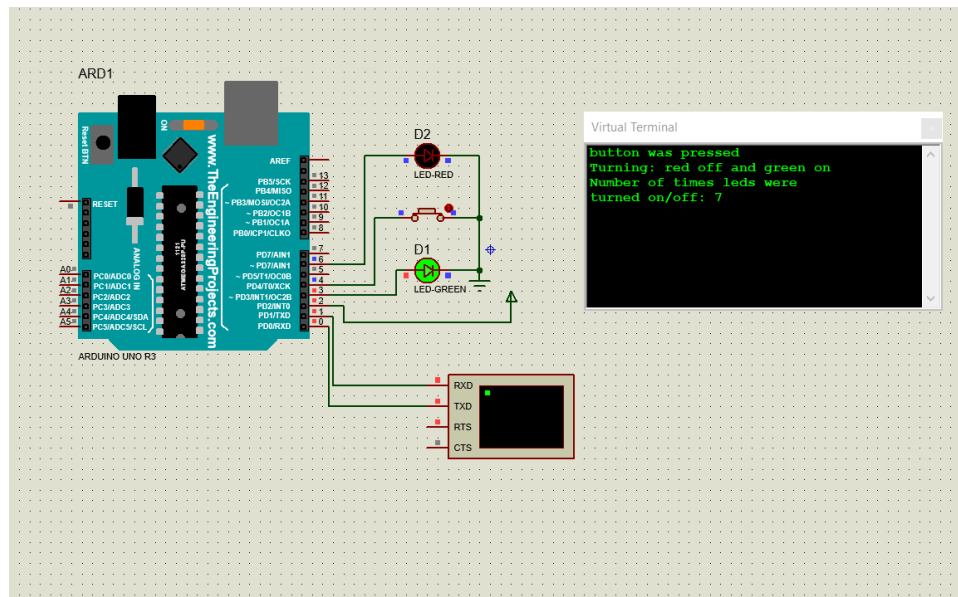 ARD1
Reset BTN
ON
www.TheEngineeringProjects.com
ANALOG IN
1121
ATMEGA328P-PU
RESET
AREF
PB5/SCK
13
PB4/MISO
12
~ PB3/MOSI/OC2A
11
~ PB2/OC1B
10
~ PB1/OC1A
9
PB0/ICP1/CLKO
8
PD7/AIN1
7
~ PD7/AIN1
6
~ PD5/T1/OC0B
5
PD4/T0/XCK
4
~ PD3/INT1/OC2B
3
PD2/INT0
2
PD1/TXD
1
PD0/RXD
0
A0
PC0/ADC0
A1
PC1/ADC1
A2
PC2/ADC2
A3
PC3/ADC3
A4
PC4/ADC4/SDA
A5
PC5/ADC5/SCL
ARDUINO UNO R3
D2
LED-RED
D1
LED-GREEN
RXD
TXD
RTS
CTS
Virtual Terminal
button was pressed
Turning: red off and green on
Number of times leds were
turned on/off: 7